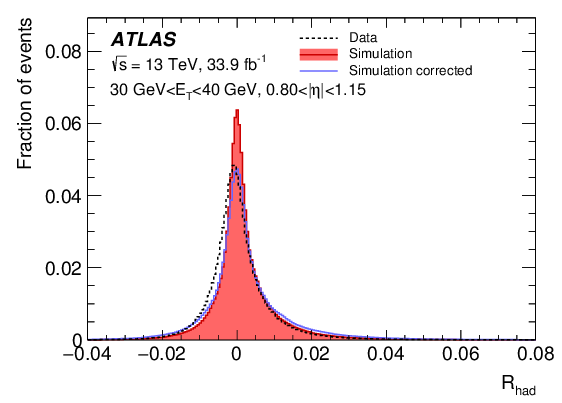 Fraction of events
0.08
0.06
0.04
0.02
0
ATLAS
√s = 13 TeV, 33.9 fb⁻¹
30 GeV<E_T<40 GeV, 0.80<|η|<1.15
Data
Simulation
Simulation corrected
−0.04 −0.02 0 0.02 0.04 0.06 0.08
R_had